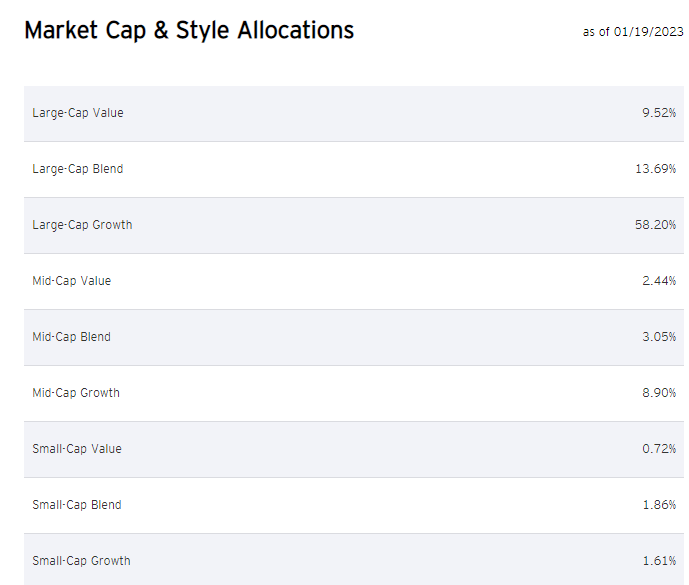 Market Cap & Style Allocations
as of 01/19/2023
Large-Cap Value 9.52%
Large-Cap Blend 13.69%
Large-Cap Growth 58.20%
Mid-Cap Value 2.44%
Mid-Cap Blend 3.05%
Mid-Cap Growth 8.90%
Small-Cap Value 0.72%
Small-Cap Blend 1.86%
Small-Cap Growth 1.61%